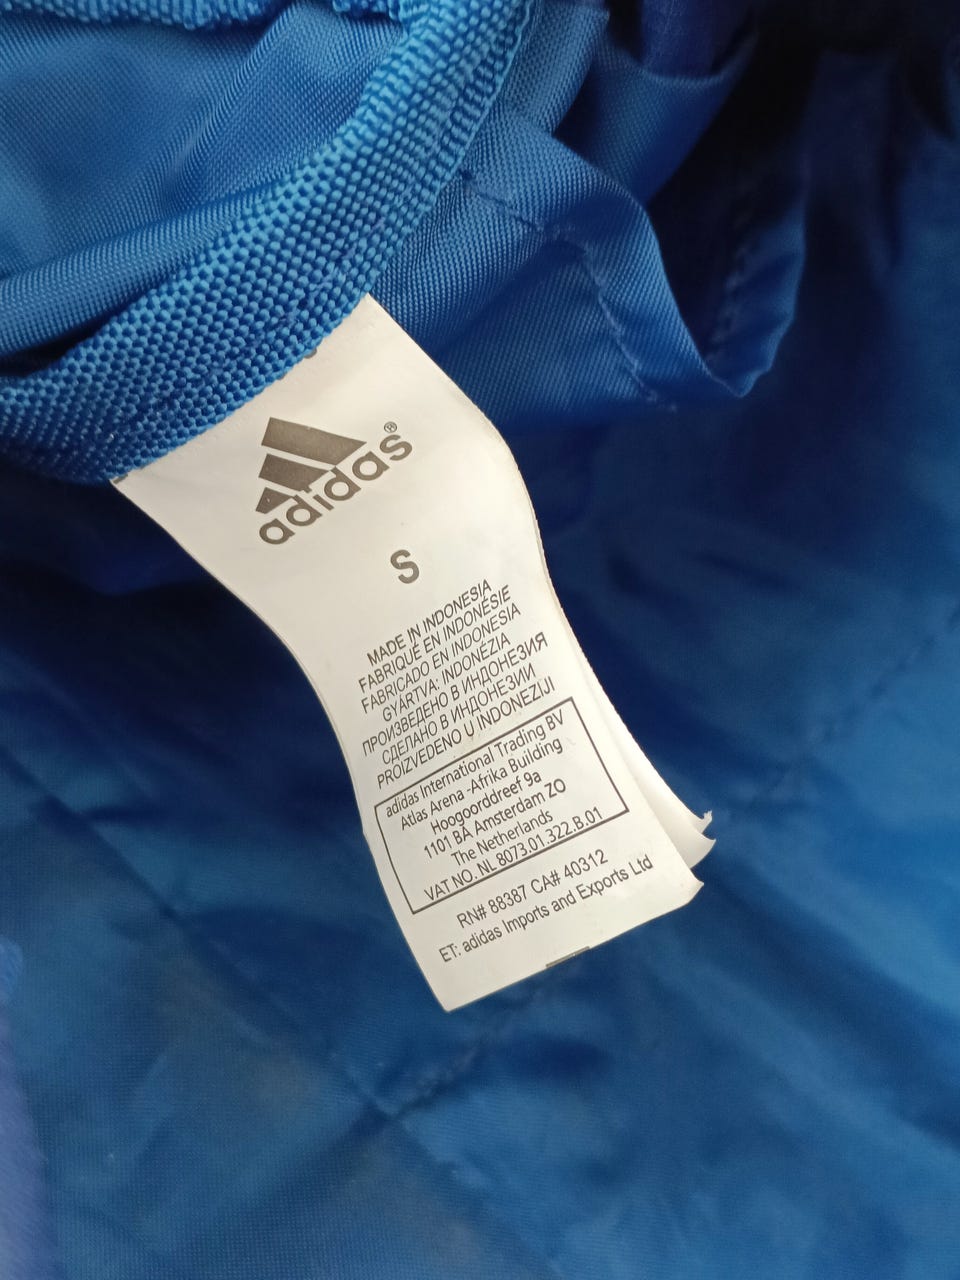 adidas®
S
MADE IN INDONESIA
FABRIQUÉ EN INDONÉSIE
FABRICADO EN INDONESIA
GYÁRTVA: INDONÉZIA
ПРОИЗВЕДЕНО В ИНДОНЕЗИЯ
СДЕЛАНО В ИНДОНЕЗИИ
PROIZVEDENO U INDONEZIJI
adidas International Trading BV
Atlas Arena -Afrika Building
Hoogoorddreef 9a
1101 BA Amsterdam ZO
The Netherlands
VAT NO. NL 8073.01.322.B.01
RN# 88387 CA# 40312
ET: adidas Imports and Exports Ltd